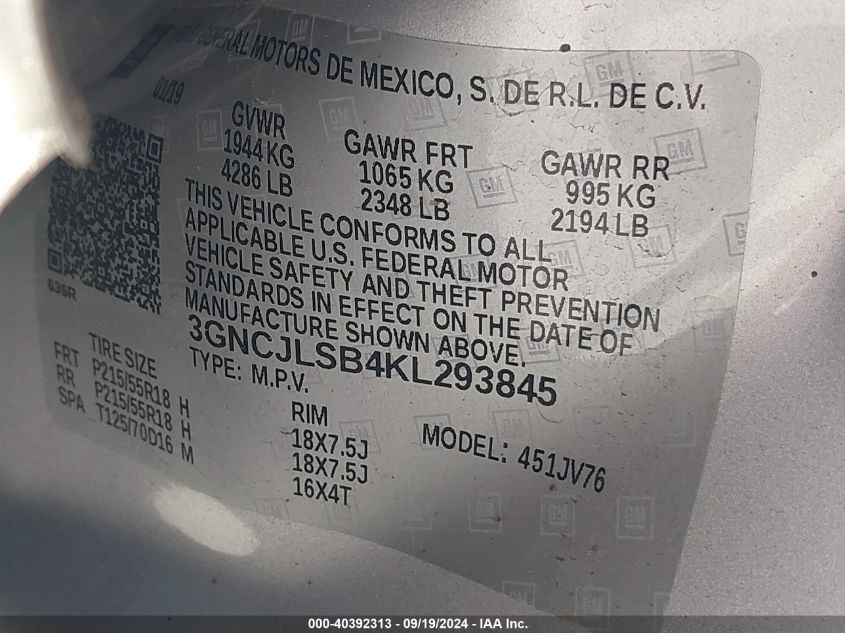 GENERAL MOTORS DE MEXICO, S. DE R.L. DE C.V.
01/19
GVWR GAWR FRT GAWR RR
1944 KG 1065 KG 995 KG
4286 LB 2348 LB 2194 LB
THIS VEHICLE CONFORMS TO ALL
APPLICABLE U.S. FEDERAL MOTOR
VEHICLE SAFETY AND THEFT PREVENTION
STANDARDS IN EFFECT ON THE DATE OF
MANUFACTURE SHOWN ABOVE.
636R
3GNCJLSB4KL293845
TYPE: M.P.V. MODEL: 451JV76
TIRE SIZE RIM
FRT P215/55R18 H 18X7.5J
RR P215/55R18 H 18X7.5J
SPA T125/70D16 M 16X4T
GM
000-40392313 - 09/19/2024 - IAA Inc.